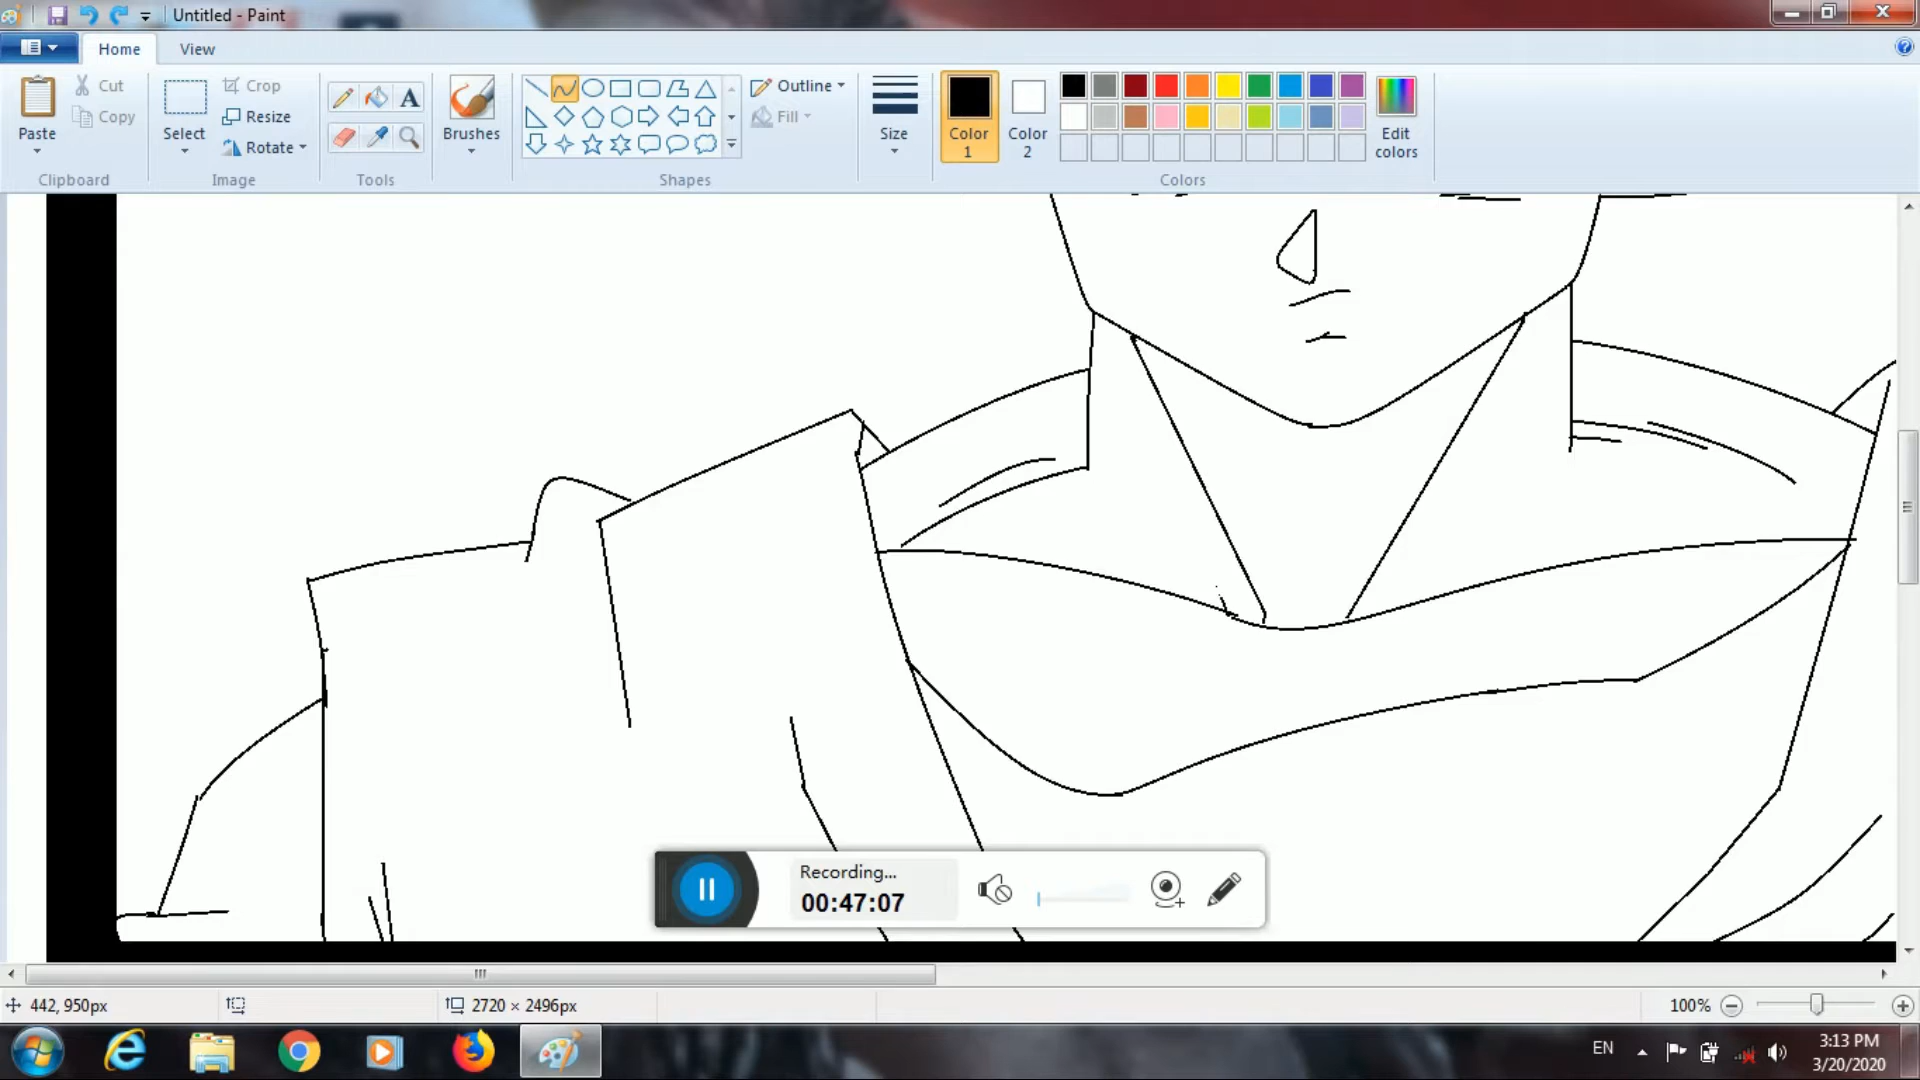 Untitled - Paint
Home View
Paste Cut Copy
Select Crop Resize Rotate
A
Brushes
Outline Fill
Size
Color 1
Color 2
Edit colors
Clipboard Image Tools Shapes Colors
Recording...
00:47:07
442, 950px 2720 × 2496px 100%
EN 3:13 PM
3/20/2020